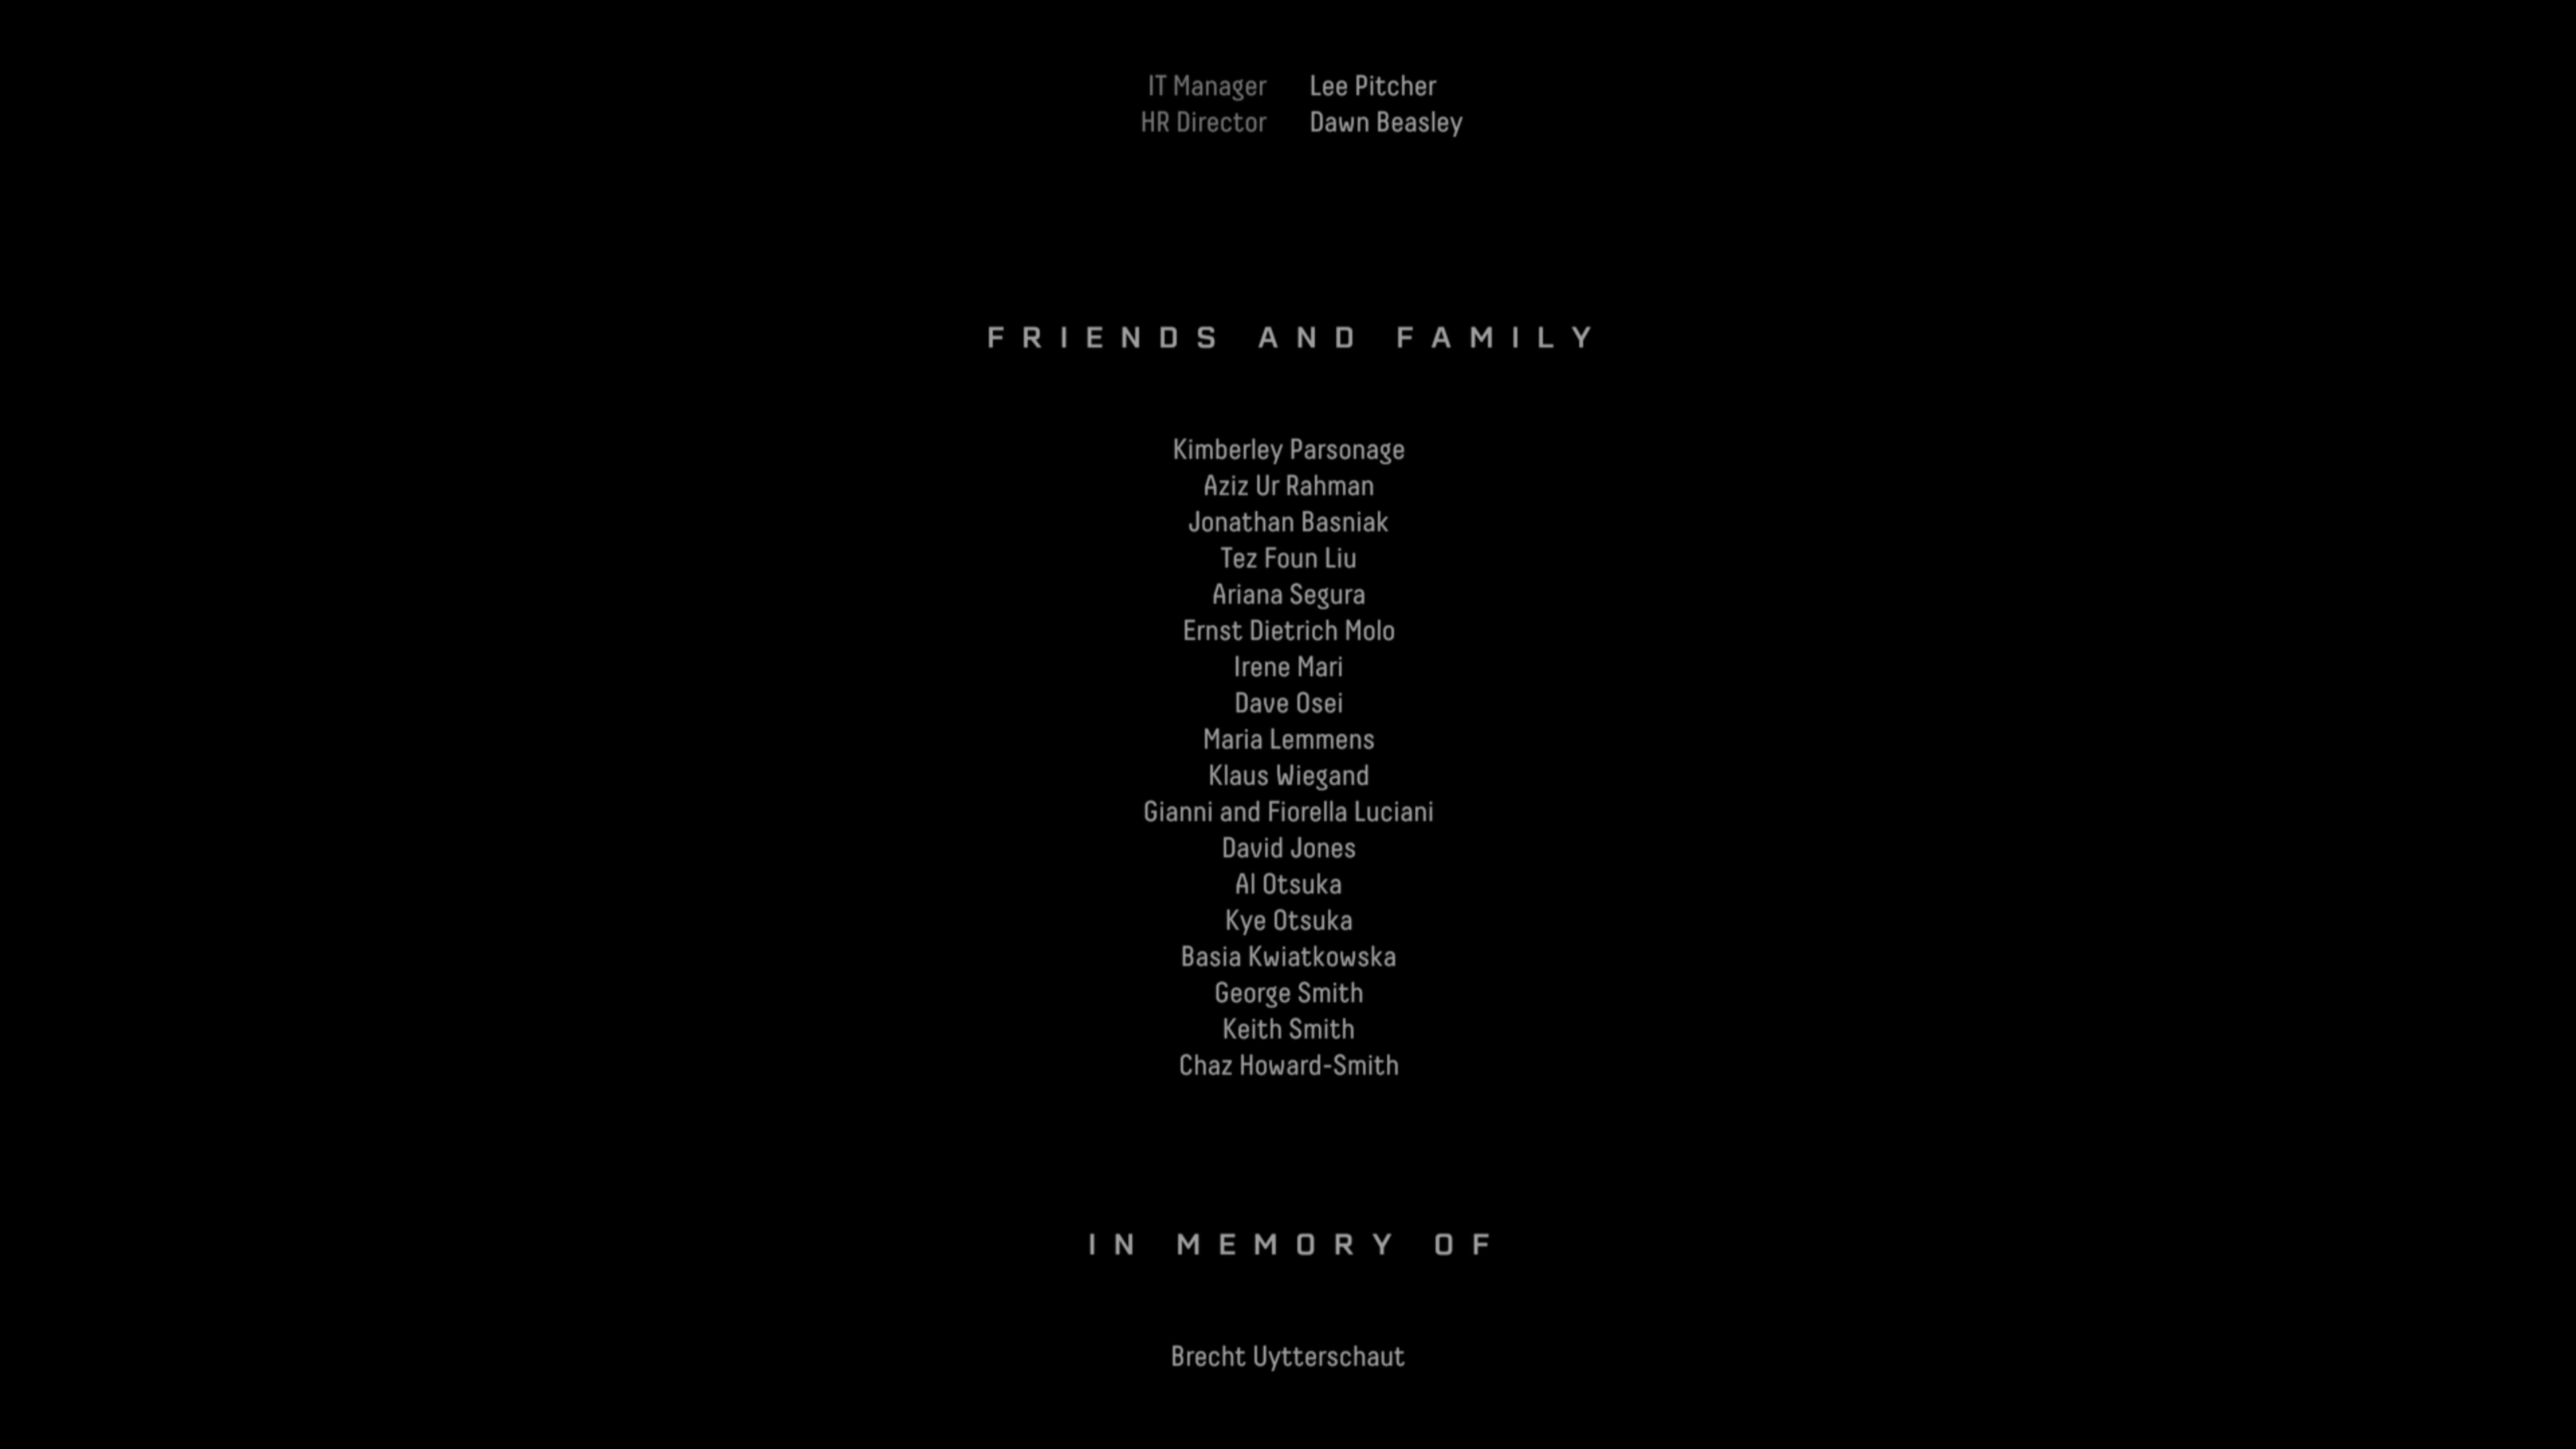 IT Manager Lee Pitcher
HR Director Dawn Beasley
FRIENDS AND FAMILY
Kimberley Parsonage
Aziz Ur Rahman
Jonathan Basniak
Tez Foun Liu
Ariana Segura
Ernst Dietrich Molo
Irene Mari
Dave Osei
Maria Lemmens
Klaus Wiegand
Gianni and Fiorella Luciani
David Jones
Al Otsuka
Kye Otsuka
Basia Kwiatkowska
George Smith
Keith Smith
Chaz Howard-Smith
IN MEMORY OF
Brecht Uytterschaut